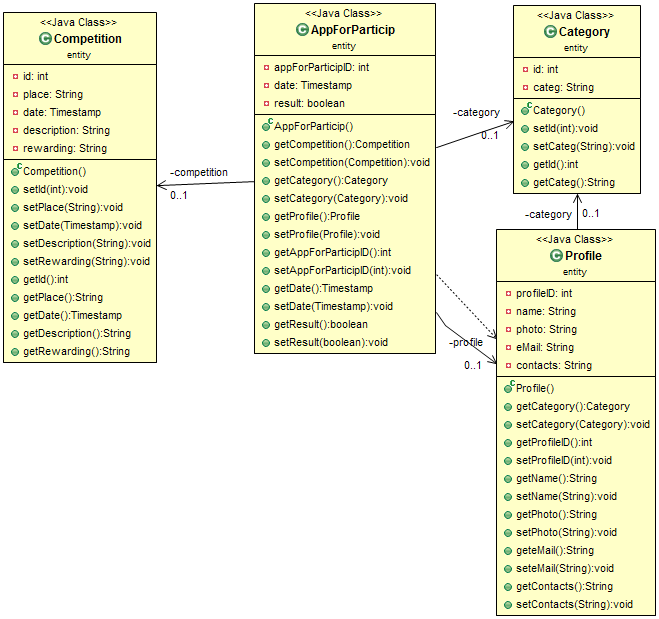 <<Java Class>>
Competition
entity
id: int
place: String
date: Timestamp
description: String
rewarding: String
Competition()
setId(int):void
setPlace(String):void
setDate(Timestamp):void
setDescription(String):void
setRewarding(String):void
getId():int
getPlace():String
getDate():Timestamp
getDescription():String
getRewarding():String
-competition
0..1
<<Java Class>>
AppForParticip
entity
appForParticipID: int
date: Timestamp
result: boolean
AppForParticip()
getCompetition():Competition
setCompetition(Competition):void
getCategory():Category
setCategory(Category):void
getProfile():Profile
setProfile(Profile):void
getAppForParticipID():int
setAppForParticipID(int):void
getDate():Timestamp
setDate(Timestamp):void
getResult():boolean
setResult(boolean):void
-category
0..1
-profile
0..1
<<Java Class>>
Category
entity
id: int
categ: String
Category()
setId(int):void
setCateg(String):void
getId():int
getCateg():String
-category
0..1
<<Java Class>>
Profile
entity
profileID: int
name: String
photo: String
eMail: String
contacts: String
Profile()
getCategory():Category
setCategory(Category):void
getProfileID():int
setProfileID(int):void
getName():String
setName(String):void
getPhoto():String
setPhoto(String):void
geteMail():String
seteMail(String):void
getContacts():String
setContacts(String):void